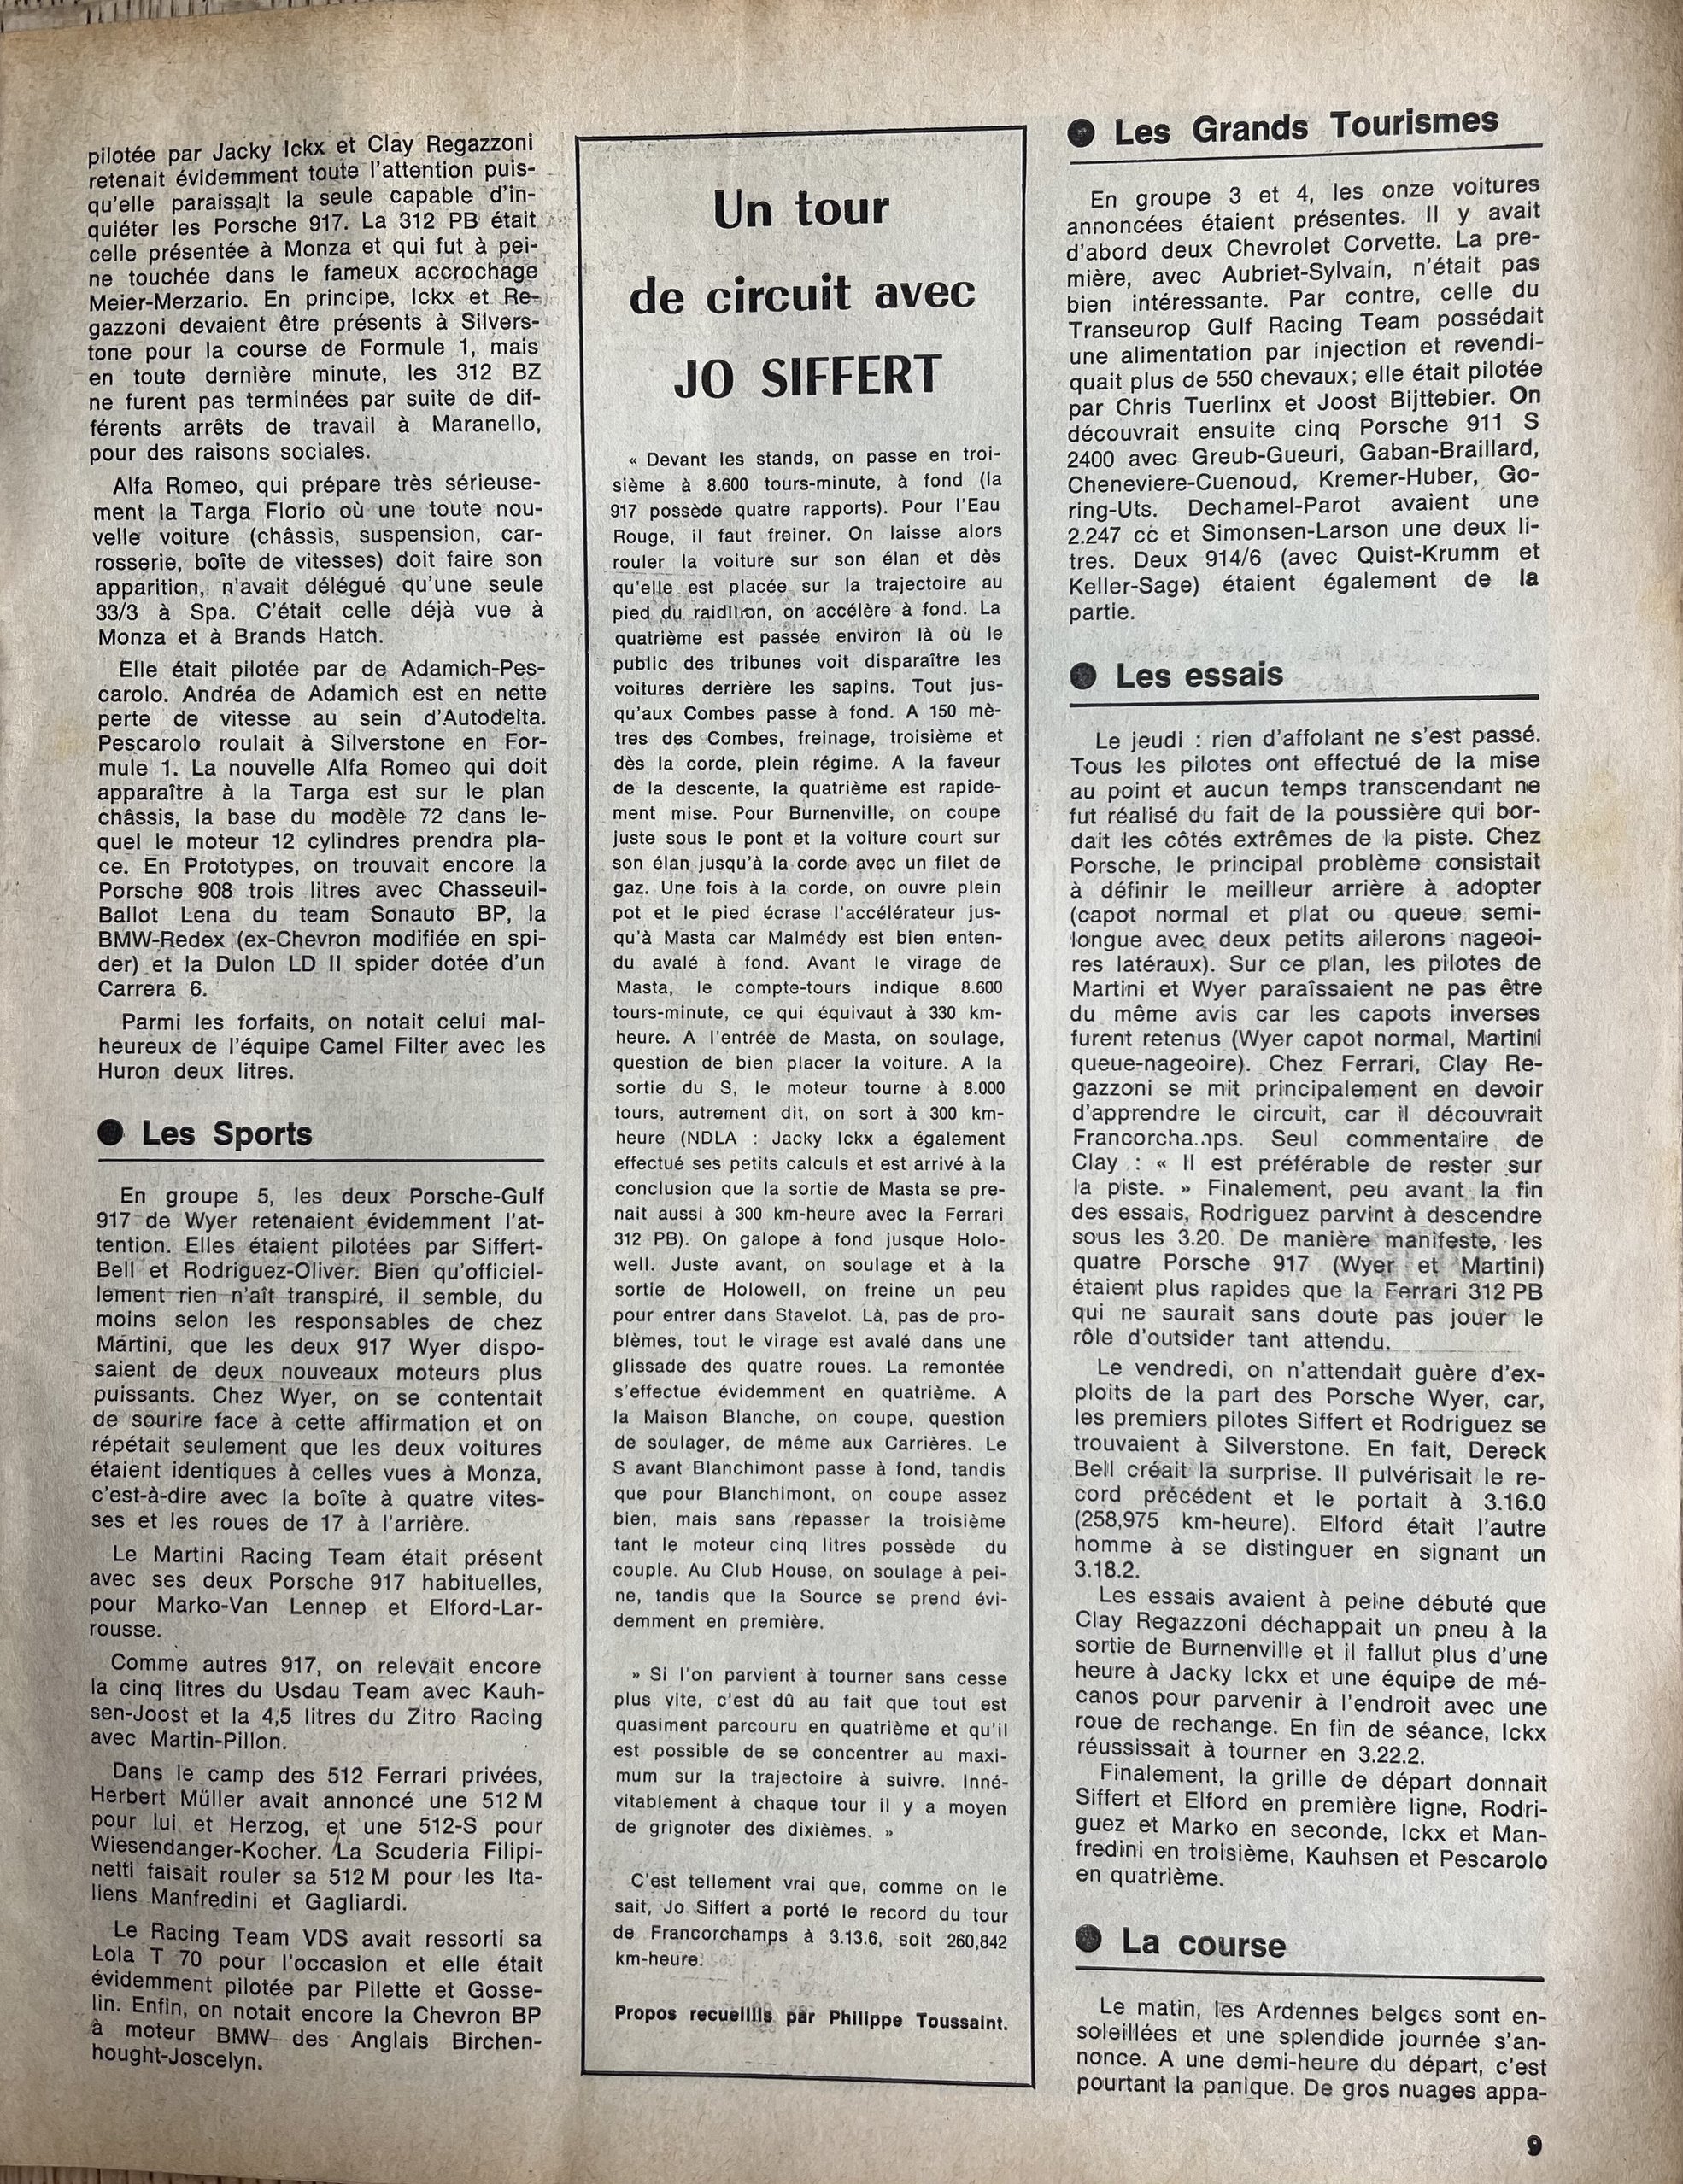 pilotée par Jacky Ickx et Clay Regazzoni
retenait évidemment toute l'attention puis-
qu'elle paraissait la seule capable d'in-
quiéter les Porsche 917. La 312 PB était
celle présentée à Monza et qui fut à pei-
ne touchée dans le fameux accrochage
Meier-Merzario. En principe, Ickx et Re-
gazzoni devaient être présents à Silvers-
tone pour la course de Formule 1, mais
en toute dernière minute, les 312 BZ
ne furent pas terminées par suite de dif-
férents arrêts de travail à Maranello,
pour des raisons sociales.
Alfa Romeo, qui prépare très sérieuse-
ment la Targa Florio où une toute nou-
velle voiture (châssis, suspension, car-
rosserie, boîte de vitesses) doit faire son
apparition, n'avait délégué qu'une seule
33/3 à Spa. C'était celle déjà vue à
Monza et à Brands Hatch.
Elle était pilotée par de Adamich-Pes-
carolo. Andréa de Adamich est en nette
perte de vitesse au sein d'Autodelta.
Pescarolo roulait à Silverstone en For-
mule 1. La nouvelle Alfa Romeo qui doit
apparaître à la Targa est sur le plan
châssis, la base du modèle 72 dans le-
quel le moteur 12 cylindres prendra pla-
ce. En Prototypes, on trouvait encore la
Porsche 908 trois litres avec Chasseuil-
Ballot Lena du team Sonauto BP, la
BMW-Redex (ex-Chevron modifiée en spi-
der) et la Dulon LD II spider dotée d'un
Carrera 6.
Parmi les forfaits, on notait celui mal-
heureux de l'équipe Camel Filter avec les
Huron deux litres.
● Les Sports
En groupe 5, les deux Porsche-Gulf
917 de Wyer retenaient évidemment l'at-
tention. Elles étaient pilotées par Siffert-
Bell et Rodriguez-Oliver. Bien qu'officiel-
lement rien n'aît transpiré, il semble, du
moins selon les responsables de chez
Martini, que les deux 917 Wyer dispo-
saient de deux nouveaux moteurs plus
puissants. Chez Wyer, on se contentait
de sourire face à cette affirmation et on
répétait seulement que les deux voitures
étaient identiques à celles vues à Monza,
c'est-à-dire avec la boîte à quatre vites-
ses et les roues de 17 à l'arrière.
Le Martini Racing Team était présent
avec ses deux Porsche 917 habituelles,
pour Marko-Van Lennep et Elford-Lar-
rousse.
Comme autres 917, on relevait encore
la cinq litres du Usdau Team avec Kauh-
sen-Joost et la 4,5 litres du Zitro Racing
avec Martin-Pillon.
Dans le camp des 512 Ferrari privées,
Herbert Müller avait annoncé une 512 M
pour lui et Herzog, et une 512-S pour
Wiesendanger-Kocher. La Scuderia Filipi-
netti faisait rouler sa 512 M pour les Ita-
liens Manfredini et Gagliardi.
Le Racing Team VDS avait ressorti sa
Lola T 70 pour l'occasion et elle était
évidemment pilotée par Pilette et Gosse-
lin. Enfin, on notait encore la Chevron BP
à moteur BMW des Anglais Birchen-
hought-Joscelyn.
Un tour
de circuit avec
JO SIFFERT
« Devant les stands, on passe en troi-
sième à 8.600 tours-minute, à fond (la
917 possède quatre rapports). Pour l'Eau
Rouge, il faut freiner. On laisse alors
rouler la voiture sur son élan et dès
qu'elle est placée sur la trajectoire au
pied du raidillon, on accélère à fond. La
quatrième est passée environ là où le
public des tribunes voit disparaître les
voitures derrière les sapins. Tout jus-
qu'aux Combes passe à fond. A 150 mè-
tres des Combes, freinage, troisième et
dès la corde, plein régime. A la faveur
de la descente, la quatrième est rapide-
ment mise. Pour Burnenville, on coupe
juste sous le pont et la voiture court sur
son élan jusqu'à la corde avec un filet de
gaz. Une fois à la corde, on ouvre plein
pot et le pied écrase l'accélérateur jus-
qu'à Masta car Malmédy est bien enten-
du avalé à fond. Avant le virage de
Masta, le compte-tours indique 8.600
tours-minute, ce qui équivaut à 330 km-
heure. A l'entrée de Masta, on soulage,
question de bien placer la voiture. A la
sortie du S, le moteur tourne à 8.000
tours, autrement dit, on sort à 300 km-
heure (NDLA : Jacky Ickx a également
effectué ses petits calculs et est arrivé à la
conclusion que la sortie de Masta se pre-
nait aussi à 300 km-heure avec la Ferrari
312 PB). On galope à fond jusque Holo-
well. Juste avant, on soulage et à la
sortie de Holowell, on freine un peu
pour entrer dans Stavelot. Là, pas de pro-
blèmes, tout le virage est avalé dans une
glissade des quatre roues. La remontée
s'effectue évidemment en quatrième. A
la Maison Blanche, on coupe, question
de soulager, de même aux Carrières. Le
S avant Blanchimont passe à fond, tandis
que pour Blanchimont, on coupe assez
bien, mais sans repasser la troisième
tant le moteur cinq litres possède du
couple. Au Club House, on soulage à pei-
ne, tandis que la Source se prend évi-
demment en première.
» Si l'on parvient à tourner sans cesse
plus vite, c'est dû au fait que tout est
quasiment parcouru en quatrième et qu'il
est possible de se concentrer au maxi-
mum sur la trajectoire à suivre. Inné-
vitablement à chaque tour il y a moyen
de grignoter des dixièmes. »
C'est tellement vrai que, comme on le
sait, Jo Siffert a porté le record du tour
de Francorchamps à 3.13.6, soit 260,842
km-heure.
Propos recueillis par Philippe Toussaint.
● Les Grands Tourismes
En groupe 3 et 4, les onze voitures
annoncées étaient présentes. Il y avait
d'abord deux Chevrolet Corvette. La pre-
mière, avec Aubriet-Sylvain, n'était pas
bien intéressante. Par contre, celle du
Transeurop Gulf Racing Team possédait
une alimentation par injection et revendi-
quait plus de 550 chevaux; elle était pilotée
par Chris Tuerlinx et Joost Bijttebier. On
découvrait ensuite cinq Porsche 911 S
2400 avec Greub-Gueuri, Gaban-Braillard,
Cheneviere-Cuenoud, Kremer-Huber, Go-
ring-Uts. Dechamel-Parot avaient une
2.247 cc et Simonsen-Larson une deux li-
tres. Deux 914/6 (avec Quist-Krumm et
Keller-Sage) étaient également de la
partie.
● Les essais
Le jeudi : rien d'affolant ne s'est passé.
Tous les pilotes ont effectué de la mise
au point et aucun temps transcendant ne
fut réalisé du fait de la poussière qui bor-
dait les côtés extrêmes de la piste. Chez
Porsche, le principal problème consistait
à définir le meilleur arrière à adopter
(capot normal et plat ou queue semi-
longue avec deux petits ailerons nageoi-
res latéraux). Sur ce plan, les pilotes de
Martini et Wyer paraîssaient ne pas être
du même avis car les capots inverses
furent retenus (Wyer capot normal, Martini
queue-nageoire). Chez Ferrari, Clay Re-
gazzoni se mit principalement en devoir
d'apprendre le circuit, car il découvrait
Francorchamps. Seul commentaire de
Clay : « Il est préférable de rester sur
la piste. » Finalement, peu avant la fin
des essais, Rodriguez parvint à descendre
sous les 3.20. De manière manifeste, les
quatre Porsche 917 (Wyer et Martini)
étaient plus rapides que la Ferrari 312 PB
qui ne saurait sans doute pas jouer le
rôle d'outsider tant attendu.
Le vendredi, on n'attendait guère d'ex-
ploits de la part des Porsche Wyer, car,
les premiers pilotes Siffert et Rodriguez se
trouvaient à Silverstone. En fait, Dereck
Bell créait la surprise. Il pulvérisait le re-
cord précédent et le portait à 3.16.0
(258,975 km-heure). Elford était l'autre
homme à se distinguer en signant un
3.18.2.
Les essais avaient à peine débuté que
Clay Regazzoni déchappait un pneu à la
sortie de Burnenville et il fallut plus d'une
heure à Jacky Ickx et une équipe de mé-
canos pour parvenir à l'endroit avec une
roue de rechange. En fin de séance, Ickx
réussissait à tourner en 3.22.2.
Finalement, la grille de départ donnait
Siffert et Elford en première ligne, Rodri-
guez et Marko en seconde, Ickx et Man-
fredini en troisième, Kauhsen et Pescarolo
en quatrième.
● La course
Le matin, les Ardennes belges sont en-
soleillées et une splendide journée s'an-
nonce. A une demi-heure du départ, c'est
pourtant la panique. De gros nuages appa-
9